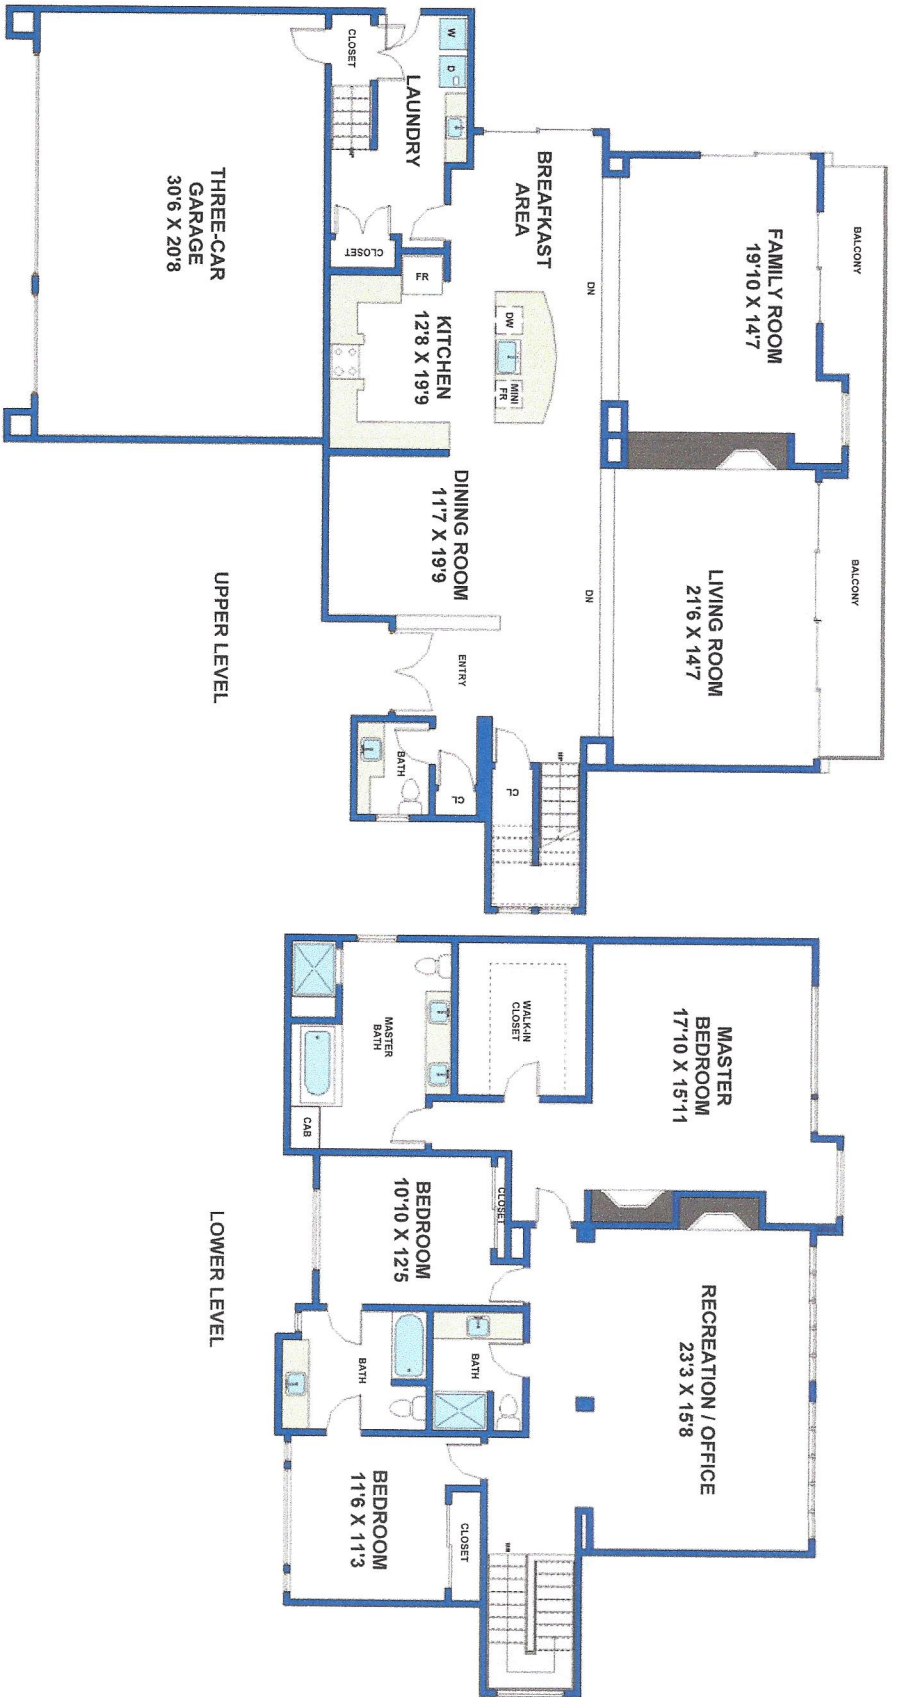 BALCONY
BALCONY
FAMILY ROOM
19'10 X 14'7
LIVING ROOM
21'6 X 14'7
DN
DN
BREAFKAST
AREA
DW
MINI
FR
ENTRY
W
D
LAUNDRY
CLOSET
CLOSET
FR
KITCHEN
12'8 X 19'9
DINING ROOM
11'7 X 19'9
CL
CL
BATH
THREE-CAR
GARAGE
30'6 X 20'8
UPPER LEVEL
MASTER
BEDROOM
17'10 X 15'11
RECREATION / OFFICE
23'3 X 15'8
WALK-IN
CLOSET
CLOSET
BATH
CLOSET
MASTER
BATH
CAB
BEDROOM
10'10 X 12'5
BATH
BEDROOM
11'6 X 11'3
LOWER LEVEL